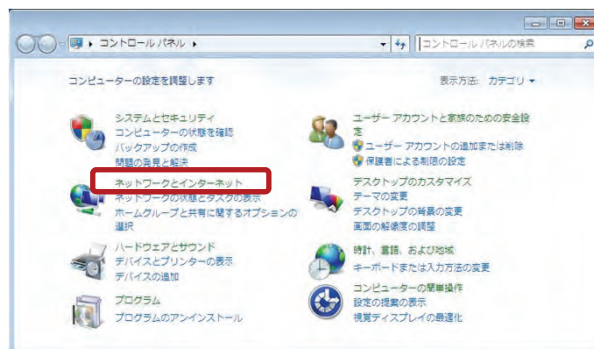 コントロール パネル
コントロール パネルの検索
コンピューターの設定を調整します
表示方法: カテゴリ
システムとセキュリティ
コンピューターの状態を確認
バックアップの作成
問題の発見と解決
ネットワークとインターネット
ネットワークの状態とタスクの表示
ホームグループと共有に関するオプションの
選択
ハードウェアとサウンド
デバイスとプリンターの表示
デバイスの追加
プログラム
プログラムのアンインストール
ユーザー アカウントと家族のための安全設
定
ユーザー アカウントの追加または削除
保護者による制限の設定
デスクトップのカスタマイズ
テーマの変更
デスクトップの背景の変更
画面の解像度の調整
時計、言語、および地域
キーボードまたは入力方法の変更
コンピューターの簡単操作
設定の提案の表示
視覚ディスプレイの最適化